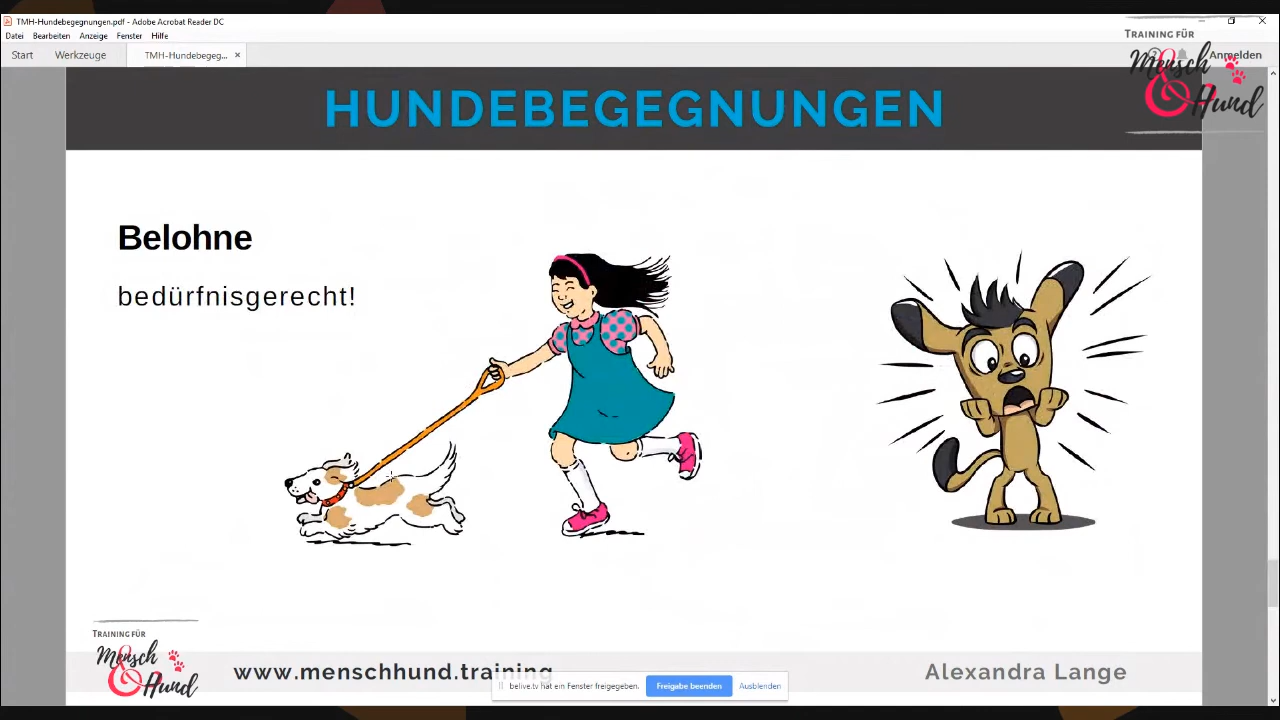 TMH-Hundebegegnungen.pdf - Adobe Acrobat Reader DC
Datei Bearbeiten Anzeige Fenster Hilfe
Start Werkzeuge TMH-Hundebegeg... × Anmelden
TRAINING FÜR
Mensch
& Hund
HUNDEBEGEGNUNGEN
Belohne
bedürfnisgerecht!
TRAINING FÜR
Mensch
& Hund
www.menschhund.training
Alexandra Lange
belive.tv hat ein Fenster freigegeben. Freigabe beenden Ausblenden